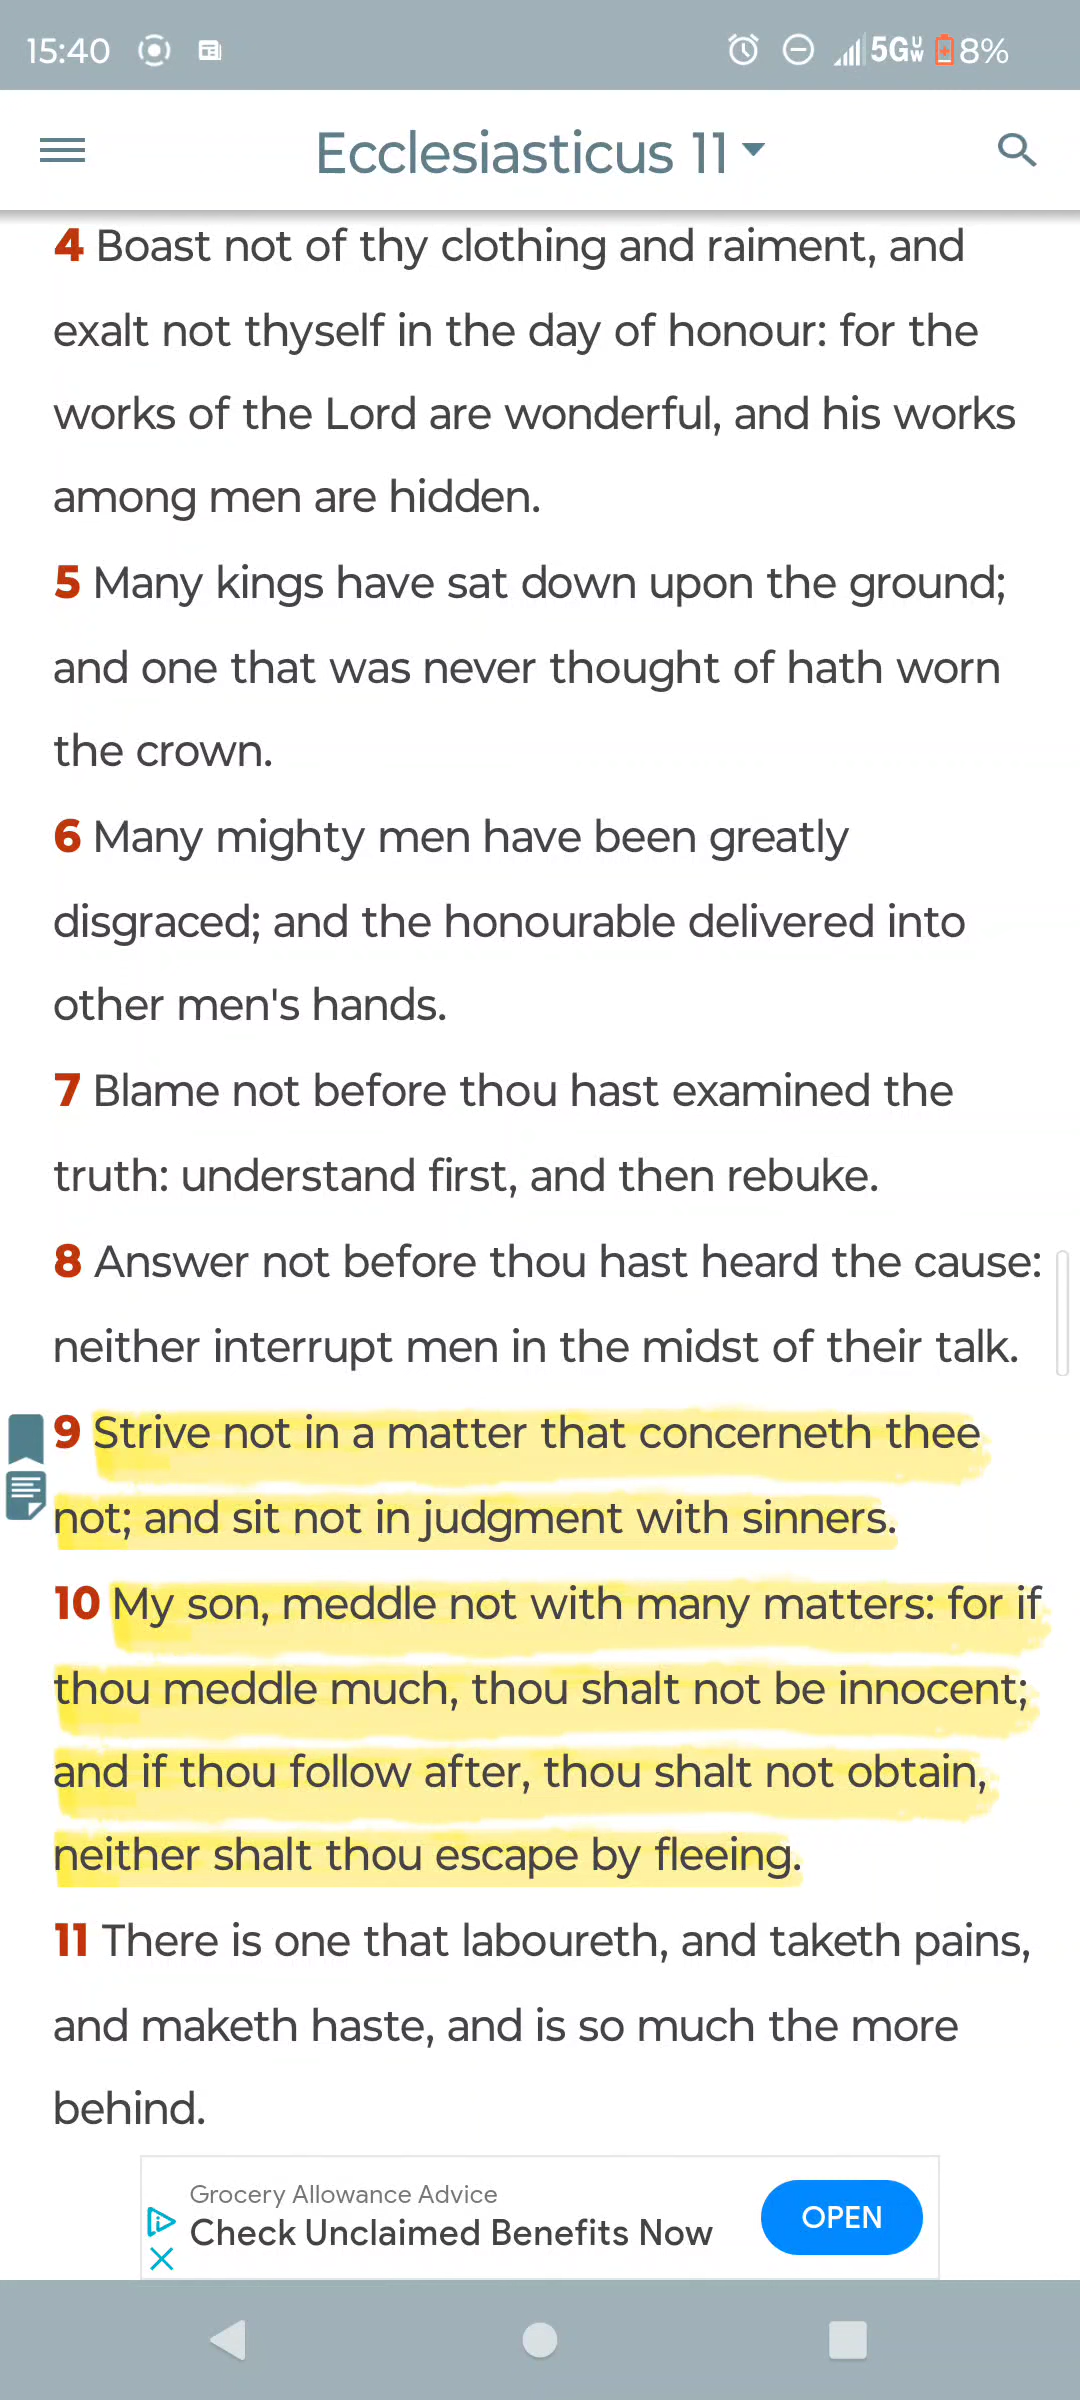 15:40 5G UW 8%
Ecclesiasticus 11
4 Boast not of thy clothing and raiment, and
exalt not thyself in the day of honour: for the
works of the Lord are wonderful, and his works
among men are hidden.
5 Many kings have sat down upon the ground;
and one that was never thought of hath worn
the crown.
6 Many mighty men have been greatly
disgraced; and the honourable delivered into
other men's hands.
7 Blame not before thou hast examined the
truth: understand first, and then rebuke.
8 Answer not before thou hast heard the cause:
neither interrupt men in the midst of their talk.
9 Strive not in a matter that concerneth thee
not; and sit not in judgment with sinners.
10 My son, meddle not with many matters: for if
thou meddle much, thou shalt not be innocent;
and if thou follow after, thou shalt not obtain,
neither shalt thou escape by fleeing.
11 There is one that laboureth, and taketh pains,
and maketh haste, and is so much the more
behind.
Grocery Allowance Advice
Check Unclaimed Benefits Now
OPEN